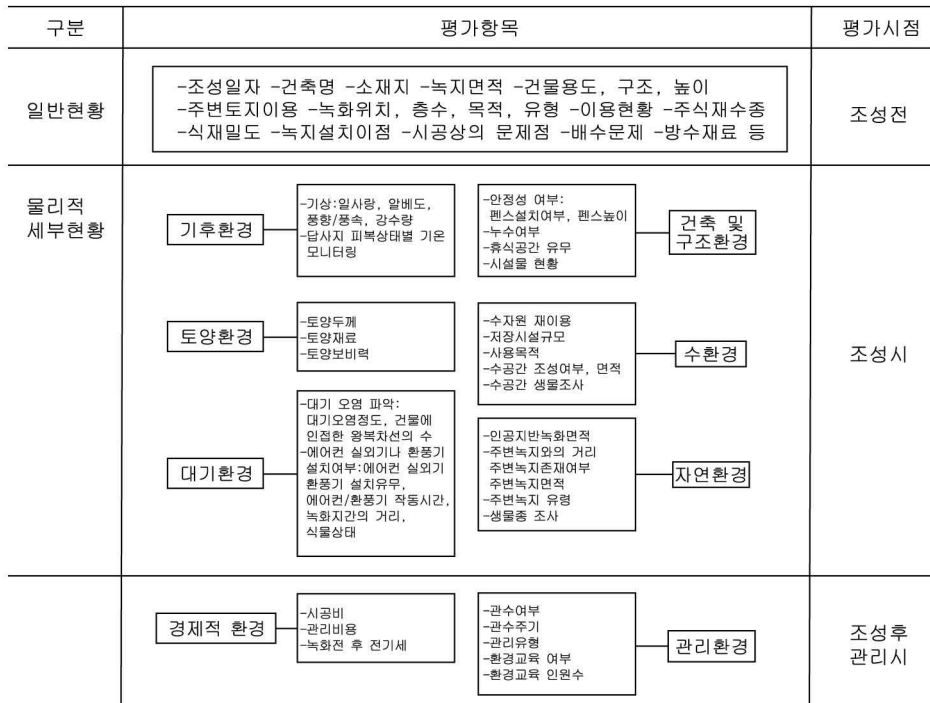 구분
평가항목
평가시점
일반현황
-조성일자 -건축명 -소재지 -녹지면적 -건물용도, 구조, 높이
-주변토지이용 -녹화위치, 층수, 목적, 유형 -이용현황 -주식재수종
-식재밀도 -녹지설치이점 -시공상의 문제점 -배수문제 -방수재료 등
조성전
물리적
세부현황
기후환경
-기상:일사랑, 알베도,
풍향/풍속, 강수량
-답사지 피복상태별 기온
모니터링
-안정성 여부:
펜스설치여부, 펜스높이
-누수여부
-휴식공간 유무
-시설물 현황
건축 및
구조환경
토양환경
-토양두께
-토양재료
-토양보비력
-수자원 재이용
-저장시설규모
-사용목적
-수공간 조성여부, 면적
-수공간 생물조사
수환경
조성시
대기환경
-대기 오염 파악:
대기오염정도, 건물에
인접한 왕복차선의 수
-에어컨 실외기나 환풍기
설치여부:에어컨 실외기
환풍기 설치유무,
에어컨/환풍기 작동시간,
녹화지간의 거리,
식물상태
-인공지반녹화면적
-주변녹지와의 거리
주변녹지존재여부
주변녹지면적
-주변녹지 유령
-생물종 조사
자연환경
경제적 환경
-시공비
-관리비용
-녹화전 후 전기세
-관수여부
-관수주기
-관리유형
-환경교육 여부
-환경교육 인원수
관리환경
조성후
관리시